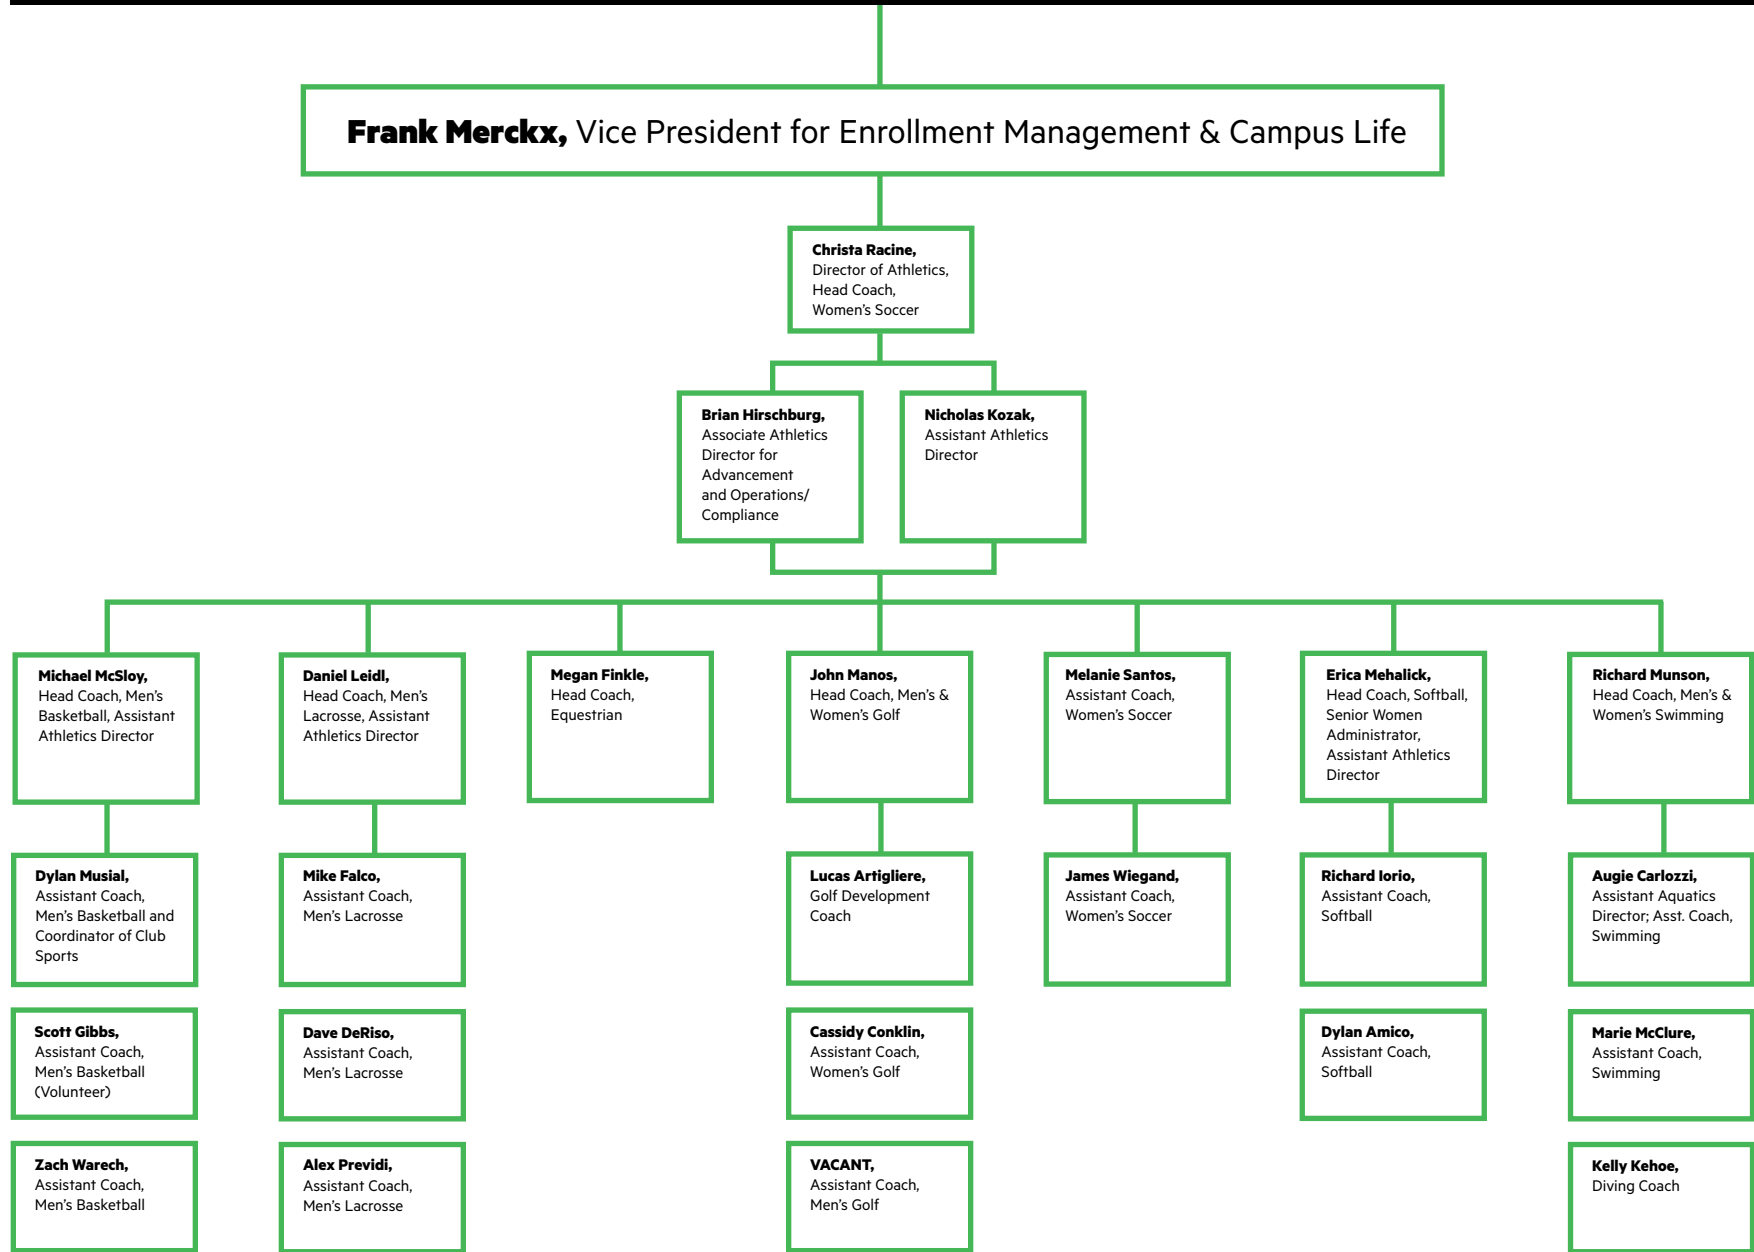 Frank Merckx, Vice President for Enrollment Management & Campus Life
Christa Racine,
Director of Athletics,
Head Coach,
Women's Soccer
Brian Hirschburg,
Associate Athletics
Director for
Advancement
and Operations/
Compliance
Nicholas Kozak,
Assistant Athletics
Director
Michael McSloy,
Head Coach, Men's
Basketball, Assistant
Athletics Director
Daniel Leidl,
Head Coach, Men's
Lacrosse, Assistant
Athletics Director
Megan Finkle,
Head Coach,
Equestrian
John Manos,
Head Coach, Men's &
Women's Golf
Melanie Santos,
Assistant Coach,
Women's Soccer
Erica Mehalick,
Head Coach, Softball,
Senior Women
Administrator,
Assistant Athletics
Director
Richard Munson,
Head Coach, Men's &
Women's Swimming
Dylan Musial,
Assistant Coach,
Men's Basketball and
Coordinator of Club
Sports
Mike Falco,
Assistant Coach,
Men's Lacrosse
Lucas Artigliere,
Golf Development
Coach
James Wiegand,
Assistant Coach,
Women's Soccer
Richard Iorio,
Assistant Coach,
Softball
Augie Carlozzi,
Assistant Aquatics
Director; Asst. Coach,
Swimming
Scott Gibbs,
Assistant Coach,
Men's Basketball
(Volunteer)
Dave DeRiso,
Assistant Coach,
Men's Lacrosse
Cassidy Conklin,
Assistant Coach,
Women's Golf
Dylan Amico,
Assistant Coach,
Softball
Marie McClure,
Assistant Coach,
Swimming
Zach Warech,
Assistant Coach,
Men's Basketball
Alex Previdi,
Assistant Coach,
Men's Lacrosse
VACANT,
Assistant Coach,
Men's Golf
Kelly Kehoe,
Diving Coach